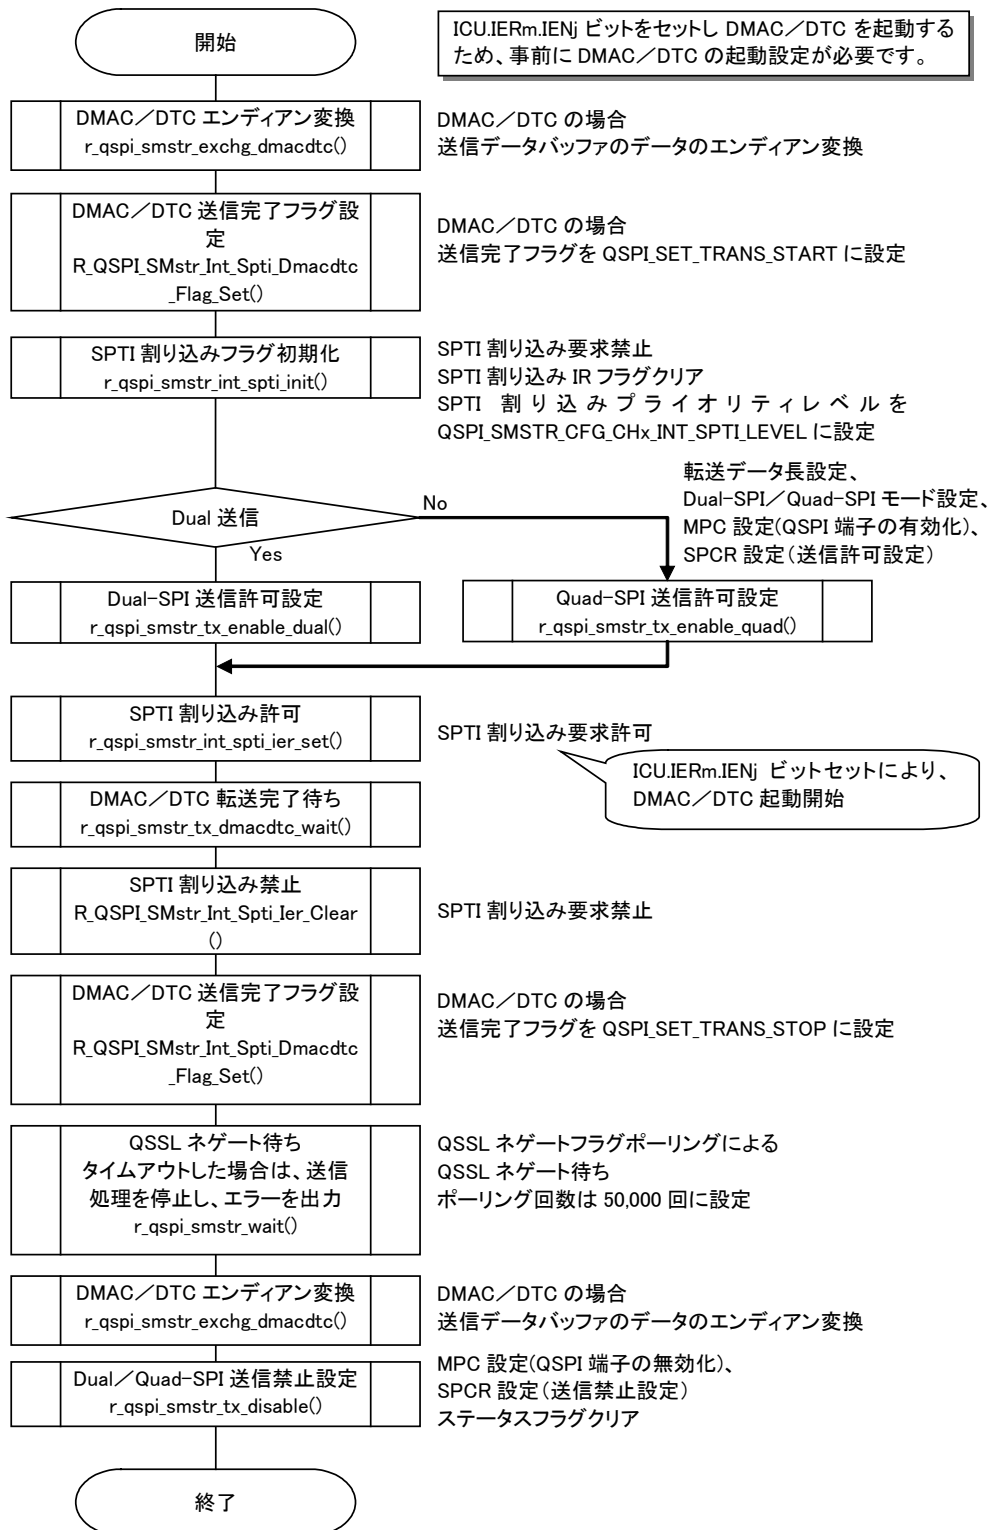 開始
ICU.IERm.IENj ビットをセットし DMAC／DTC を起動する
ため、事前に DMAC／DTC の起動設定が必要です。
DMAC／DTC エンディアン変換
r_qspi_smstr_exchg_dmacdtc()
DMAC／DTC の場合
送信データバッファのデータのエンディアン変換
DMAC／DTC 送信完了フラグ設
定
R_QSPI_SMstr_Int_Spti_Dmacdtc
_Flag_Set()
DMAC／DTC の場合
送信完了フラグを QSPI_SET_TRANS_START に設定
SPTI 割り込みフラグ初期化
r_qspi_smstr_int_spti_init()
SPTI 割り込み要求禁止
SPTI 割り込み IR フラグクリア
SPTI 割り込みプライオリティレベルを
QSPI_SMSTR_CFG_CHx_INT_SPTI_LEVEL に設定
Dual 送信
No
Yes
転送データ長設定、
Dual-SPI／Quad-SPI モード設定、
MPC 設定(QSPI 端子の有効化)、
SPCR 設定（送信許可設定）
Dual-SPI 送信許可設定
r_qspi_smstr_tx_enable_dual()
Quad-SPI 送信許可設定
r_qspi_smstr_tx_enable_quad()
SPTI 割り込み許可
r_qspi_smstr_int_spti_ier_set()
SPTI 割り込み要求許可
ICU.IERm.IENj ビットセットにより、
DMAC／DTC 起動開始
DMAC／DTC 転送完了待ち
r_qspi_smstr_tx_dmacdtc_wait()
SPTI 割り込み禁止
R_QSPI_SMstr_Int_Spti_Ier_Clear
()
SPTI 割り込み要求禁止
DMAC／DTC 送信完了フラグ設
定
R_QSPI_SMstr_Int_Spti_Dmacdtc
_Flag_Set()
DMAC／DTC の場合
送信完了フラグを QSPI_SET_TRANS_STOP に設定
QSSL ネゲート待ち
タイムアウトした場合は、送信
処理を停止し、エラーを出力
r_qspi_smstr_wait()
QSSL ネゲートフラグポーリングによる
QSSL ネゲート待ち
ポーリング回数は 50,000 回に設定
DMAC／DTC エンディアン変換
r_qspi_smstr_exchg_dmacdtc()
DMAC／DTC の場合
送信データバッファのデータのエンディアン変換
Dual／Quad-SPI 送信禁止設定
r_qspi_smstr_tx_disable()
MPC 設定(QSPI 端子の無効化)、
SPCR 設定（送信禁止設定）
ステータスフラグクリア
終了